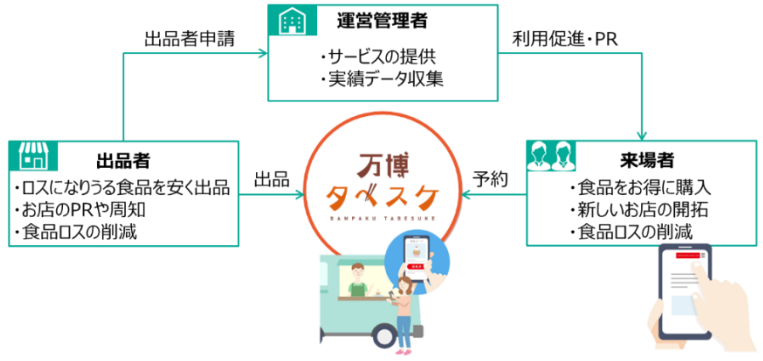 運営管理者
・サービスの提供
・実績データ収集
出品者申請
利用促進・PR
出品者
・ロスになりうる食品を安く出品
・お店のPRや周知
・食品ロスの削減
出品
万博
タベスケ
BANPAKU TABESUKE
予約
来場者
・食品をお得に購入
・新しいお店の開拓
・食品ロスの削減